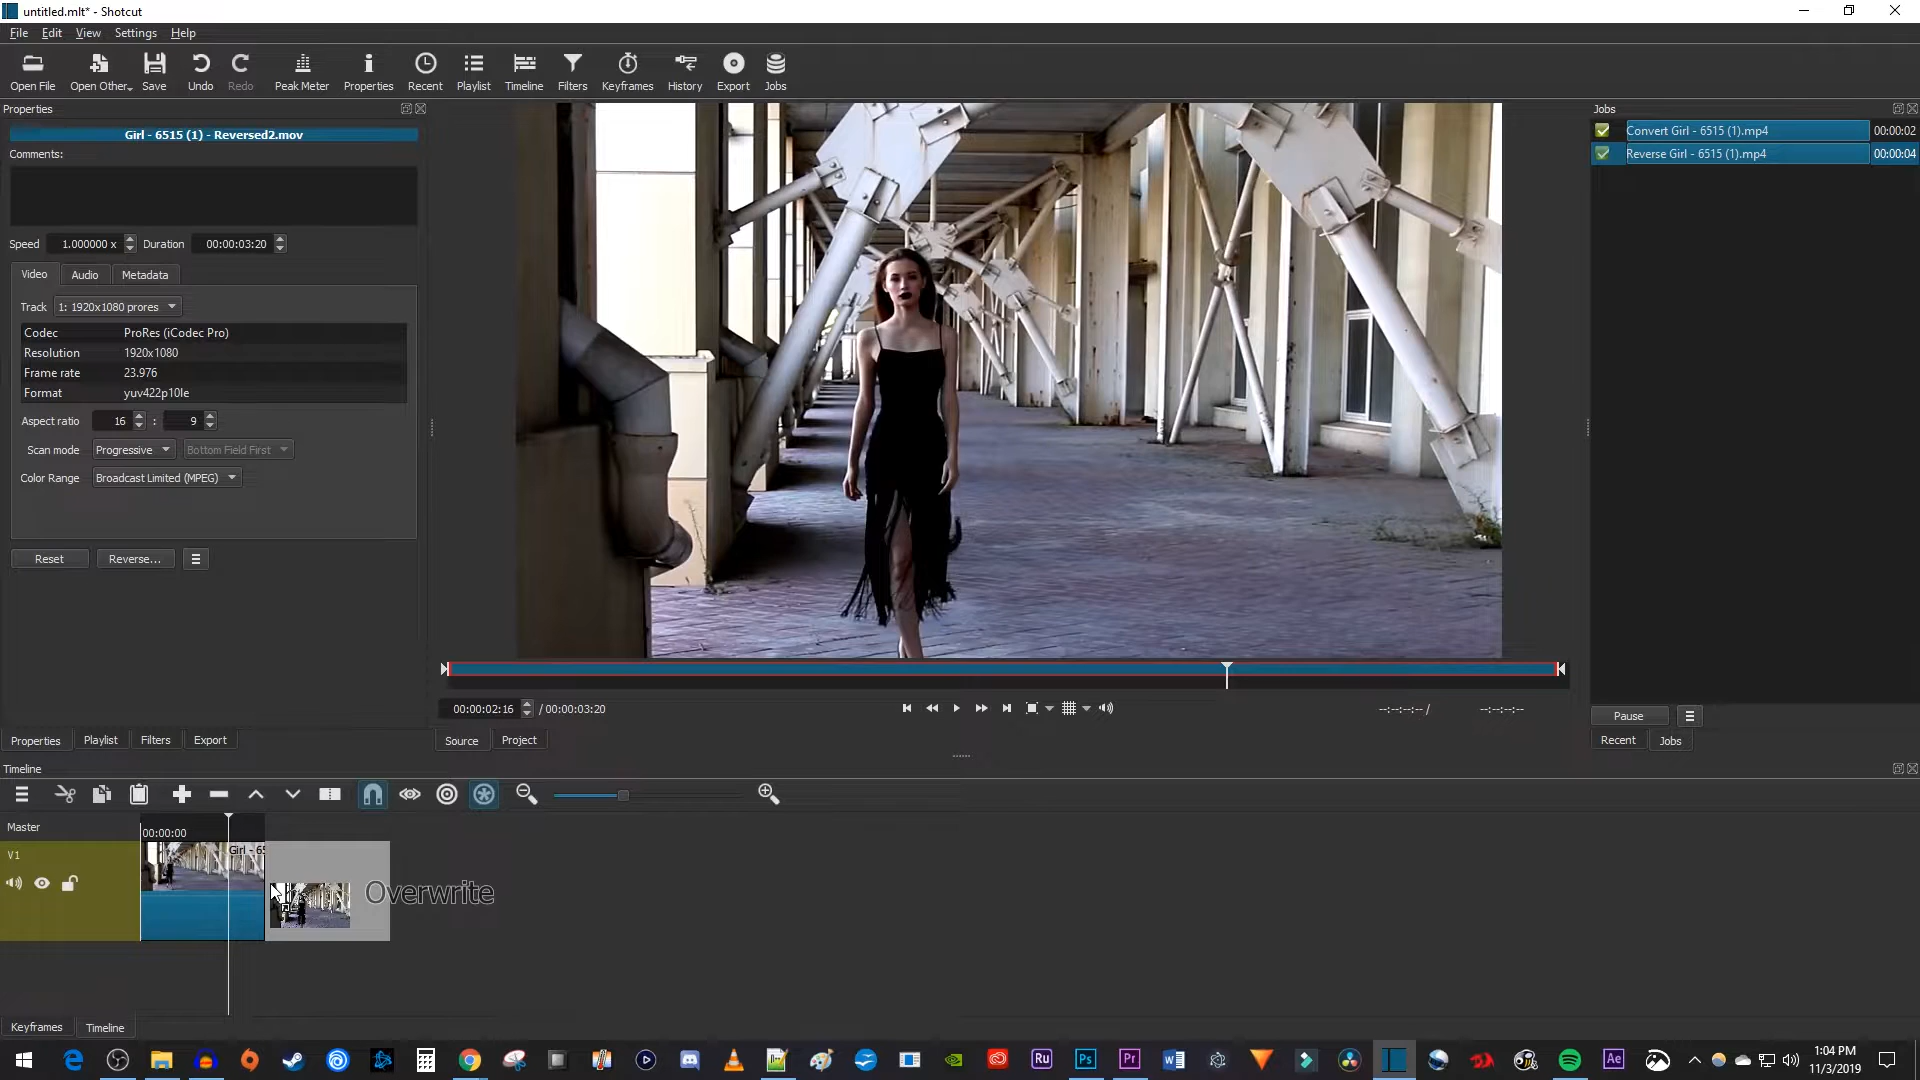 untitled.mlt* - Shotcut
File Edit View Settings Help
Open File Open Other... Save Undo Redo Peak Meter Properties Recent Playlist Timeline Filters Keyframes History Export Jobs
Properties
Girl - 6515 (1) - Reversed2.mov
Comments:
Speed 1.000000 x Duration 00:00:03:20
Video Audio Metadata
Track 1: 1920x1080 prores
Codec ProRes (iCodec Pro)
Resolution 1920x1080
Frame rate 23.976
Format yuv422p10le
Aspect ratio 16 : 9
Scan mode Progressive Bottom Field First
Color Range Broadcast Limited (MPEG)
Reset Reverse...
Properties Playlist Filters Export
00:00:02:16 / 00:00:03:20
--:--:--:-- / --:--:--:--
Source Project
Jobs
Convert Girl - 6515 (1).mp4 00:00:02
Reverse Girl - 6515 (1).mp4 00:00:04
Pause
Recent Jobs
Timeline
Master
00:00:00
V1
Girl - 65
Overwrite
Keyframes Timeline
Ru Ps Pr W Ae
1:04 PM
11/3/2019